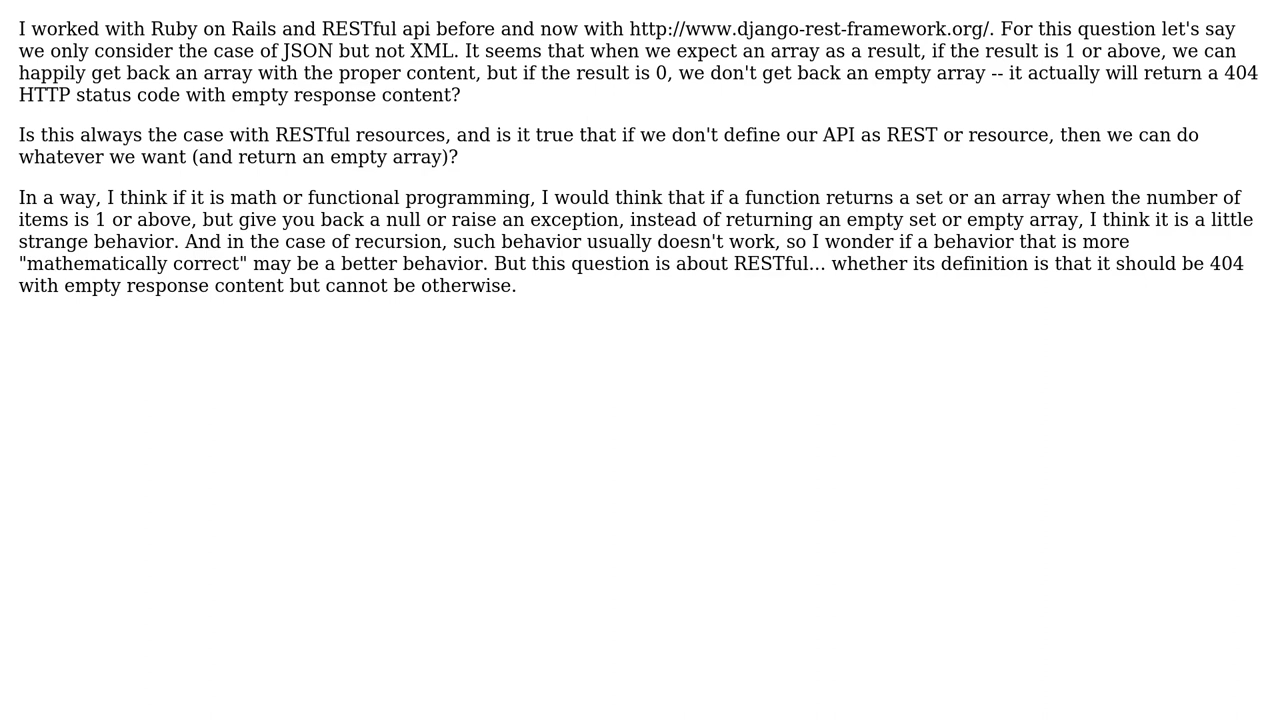 I worked with Ruby on Rails and RESTful api before and now with http://www.django-rest-framework.org/. For this question let's say
we only consider the case of JSON but not XML. It seems that when we expect an array as a result, if the result is 1 or above, we can
happily get back an array with the proper content, but if the result is 0, we don't get back an empty array -- it actually will return a 404
HTTP status code with empty response content?
Is this always the case with RESTful resources, and is it true that if we don't define our API as REST or resource, then we can do
whatever we want (and return an empty array)?
In a way, I think if it is math or functional programming, I would think that if a function returns a set or an array when the number of
items is 1 or above, but give you back a null or raise an exception, instead of returning an empty set or empty array, I think it is a little
strange behavior. And in the case of recursion, such behavior usually doesn't work, so I wonder if a behavior that is more
"mathematically correct" may be a better behavior. But this question is about RESTful... whether its definition is that it should be 404
with empty response content but cannot be otherwise.